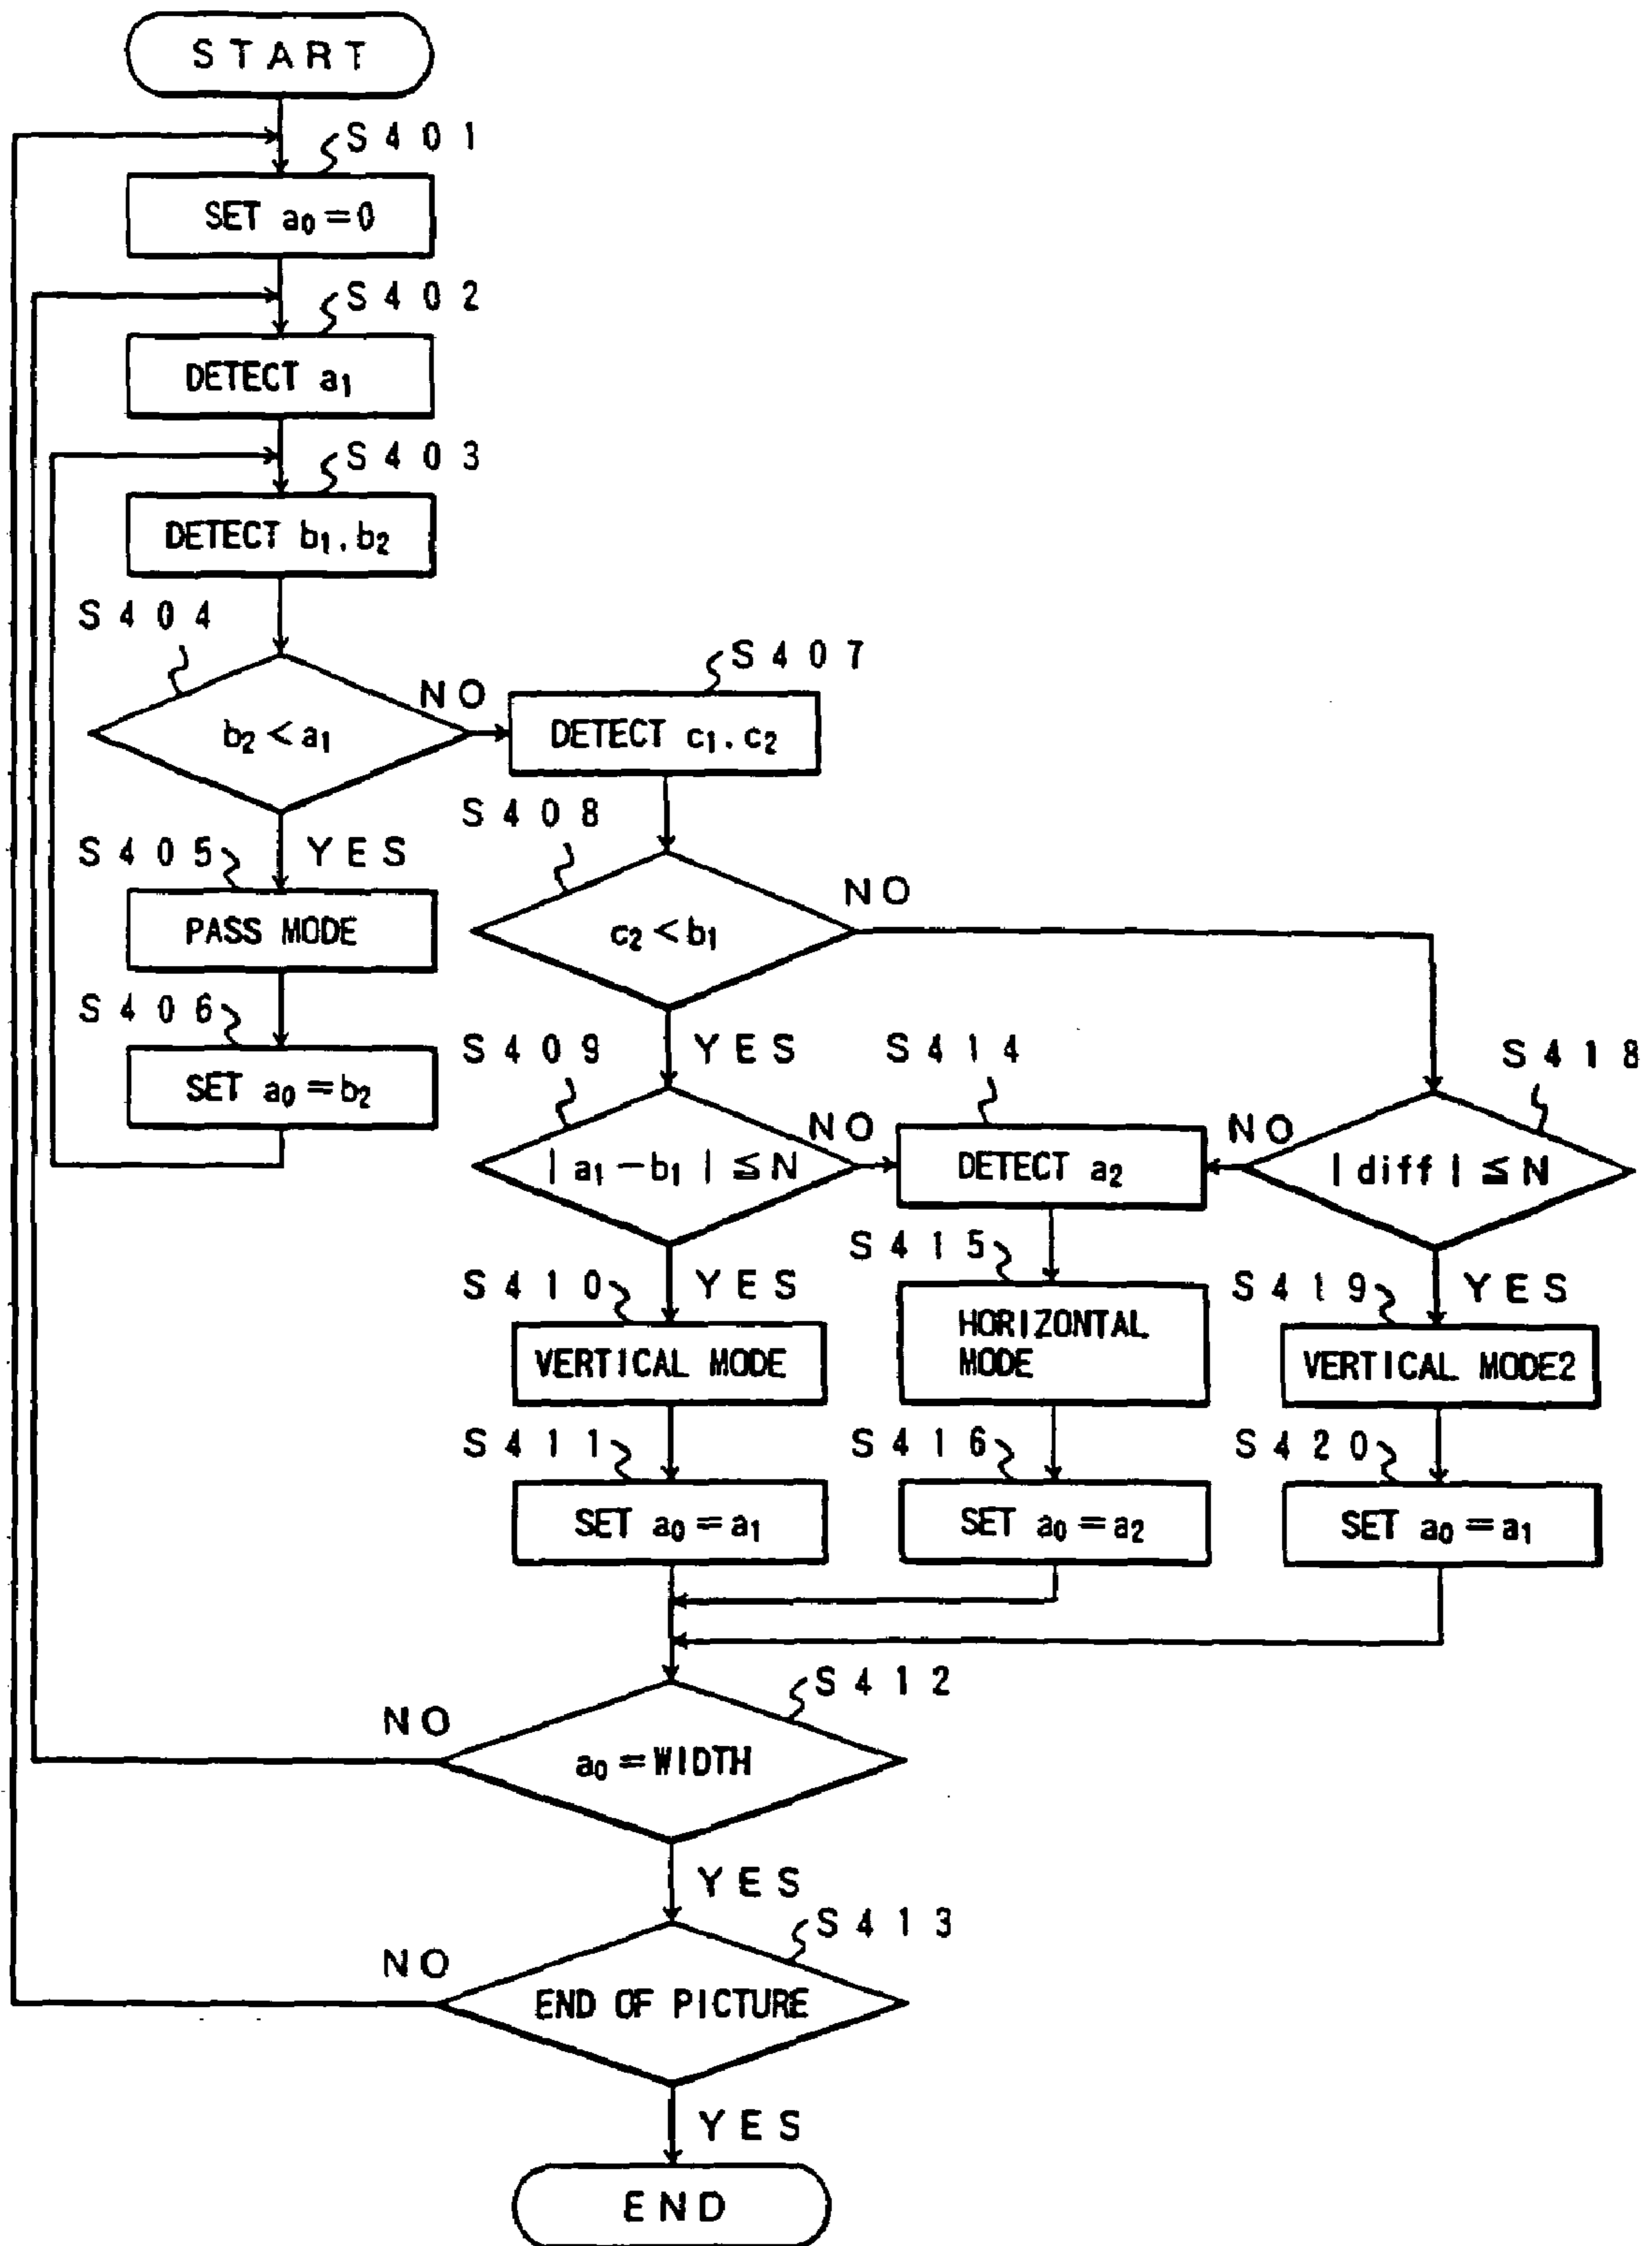 START
S401
SET a₀=0
S402
DETECT a₁
S403
DETECT b₁, b₂
S404
b₂<a₁
NO
S407
DETECT c₁, c₂
S408
c₂<b₁
NO
S405
YES
PASS MODE
S406
SET a₀=b₂
S409
YES
|a₁−b₁|≦N
NO
S414
DETECT a₂
S418
NO
|diff|≦N
S410
YES
VERTICAL MODE
S415
HORIZONTAL
MODE
S419
YES
VERTICAL MODE2
S411
SET a₀=a₁
S416
SET a₀=a₂
S420
SET a₀=a₁
S412
NO
a₀=WIDTH
YES
S413
NO
END OF PICTURE
YES
END